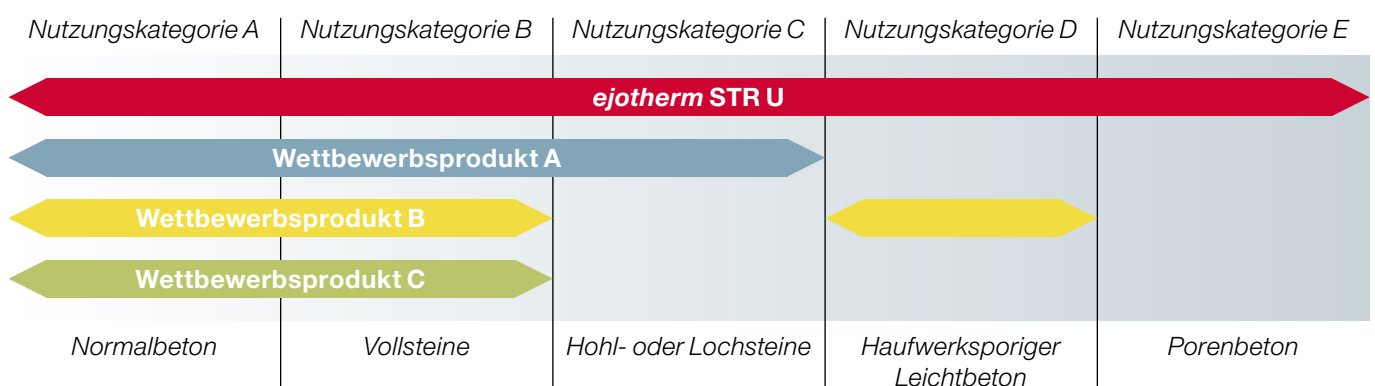 Nutzungskategorie A
Nutzungskategorie B
Nutzungskategorie C
Nutzungskategorie D
Nutzungskategorie E
ejotherm STR U
Wettbewerbsprodukt A
Wettbewerbsprodukt B
Wettbewerbsprodukt C
Normalbeton
Vollsteine
Hohl- oder Lochsteine
Haufwerksporiger
Leichtbeton
Porenbeton